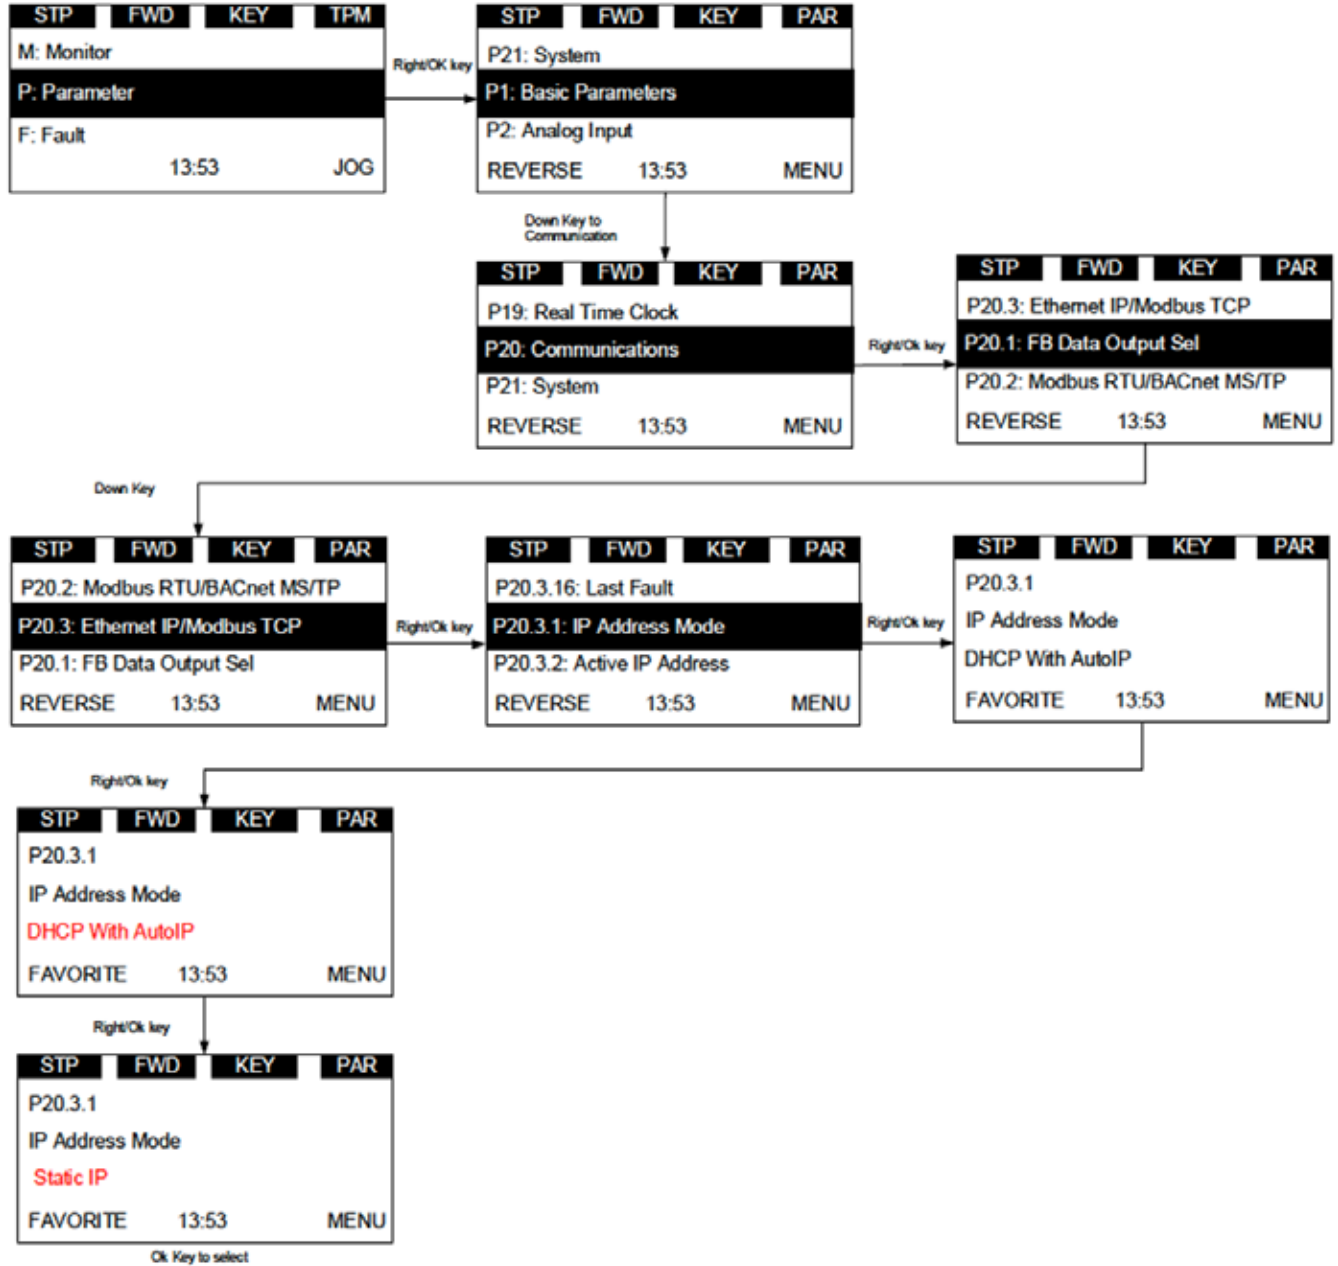 STP FWD KEY TPM
M: Monitor
P: Parameter
F: Fault
13:53 JOG
Right/OK key
STP FWD KEY PAR
P21: System
P1: Basic Parameters
P2: Analog Input
REVERSE 13:53 MENU
Down Key to
Communication
STP FWD KEY PAR
P19: Real Time Clock
P20: Communications
P21: System
REVERSE 13:53 MENU
Right/Ok key
STP FWD KEY PAR
P20.3: Ethernet IP/Modbus TCP
P20.1: FB Data Output Sel
P20.2: Modbus RTU/BACnet MS/TP
REVERSE 13:53 MENU
Down Key
STP FWD KEY PAR
P20.2: Modbus RTU/BACnet MS/TP
P20.3: Ethernet IP/Modbus TCP
P20.1: FB Data Output Sel
REVERSE 13:53 MENU
Right/Ok key
STP FWD KEY PAR
P20.3.16: Last Fault
P20.3.1: IP Address Mode
P20.3.2: Active IP Address
REVERSE 13:53 MENU
Right/Ok key
STP FWD KEY PAR
P20.3.1
IP Address Mode
DHCP With AutoIP
FAVORITE 13:53 MENU
Right/Ok key
STP FWD KEY PAR
P20.3.1
IP Address Mode
DHCP With AutoIP
FAVORITE 13:53 MENU
Right/Ok key
STP FWD KEY PAR
P20.3.1
IP Address Mode
Static IP
FAVORITE 13:53 MENU
Ok Key to select